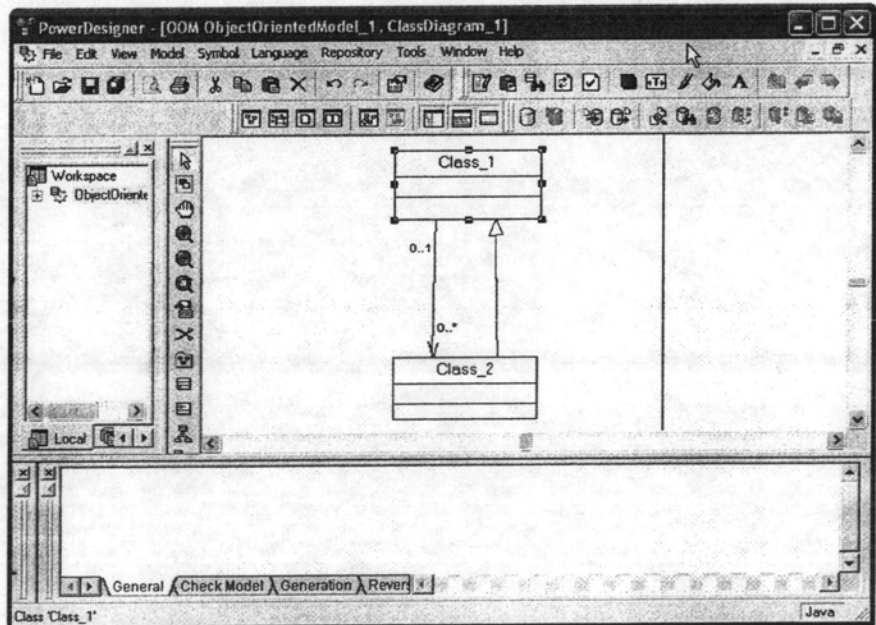 PowerDesigner - [OOM ObjectOrientedModel_1, ClassDiagram_1]
File Edit View Model Symbol Language Repository Tools Window Help
Workspace
ObjectOriente
Local
Class_1
0..1
0..*
Class_2
General Check Model Generation Rever
Class 'Class_1'
Java